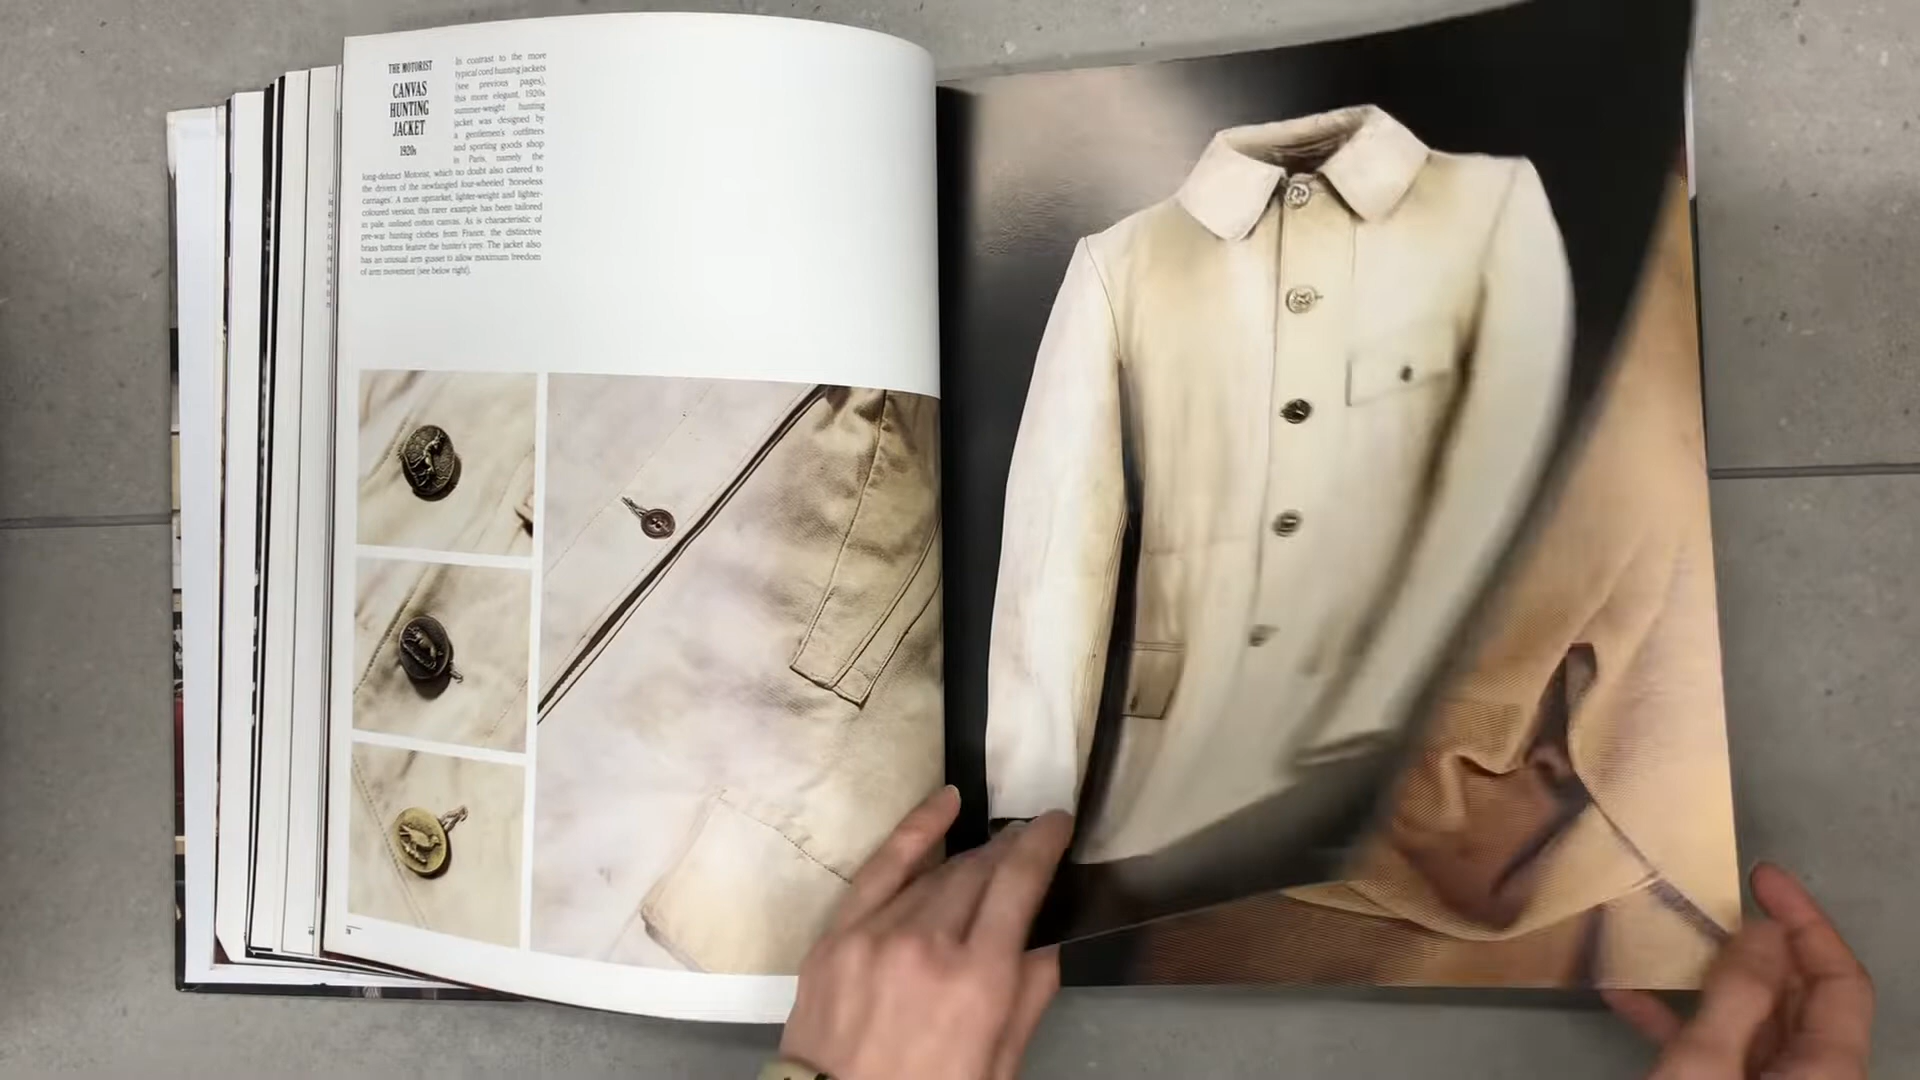 THE MOTORIST
CANVAS
HUNTING
JACKET
1920s
In contrast to the more
typical cord hunting jackets
(see previous pages),
this more elegant, 1920s
summer-weight hunting
jacket was designed by
a gentlemen's outfitters
and sporting goods shop
in Paris, namely the
long-defunct Motorist, which no doubt also catered to
the drivers of the newfangled four-wheeled 'horseless
carriages'. A more upmarket, lighter-weight and lighter-
coloured version, this rarer example has been tailored
in pale, unlined cotton canvas. As is characteristic of
pre-war hunting clothes from France, the distinctive
brass buttons feature the hunter's prey. The jacket also
has an unusual arm gusset to allow maximum freedom
of arm movement (see below right).